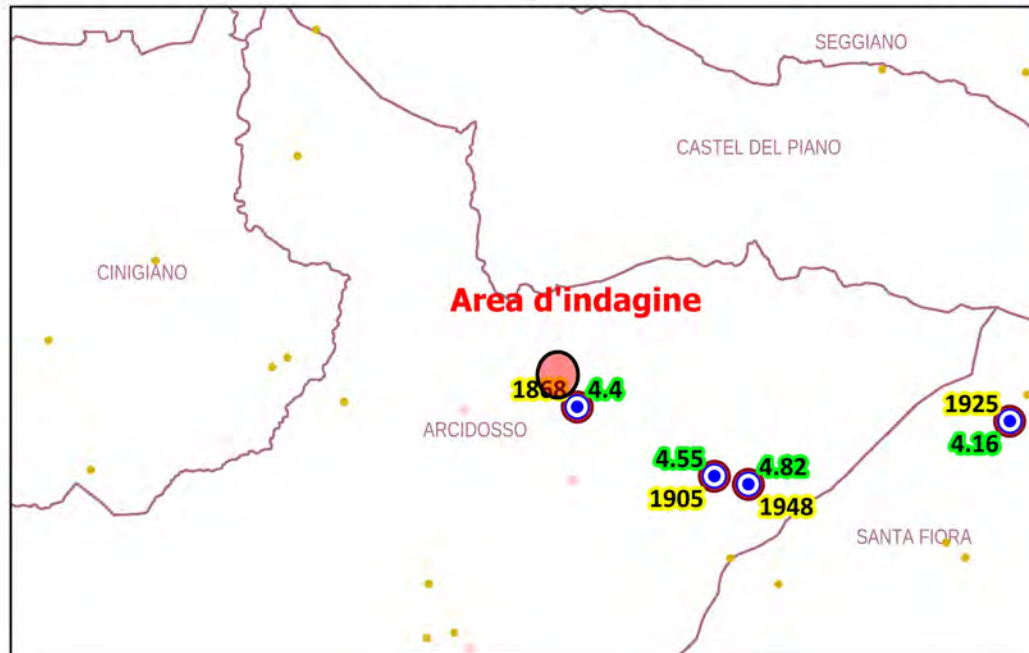 SEGGIANO
CASTEL DEL PIANO
CINIGIANO
Area d'indagine
1868 4.4
1925
ARCIDOSSO
4.16
4.55 4.82
1905 1948
SANTA FIORA